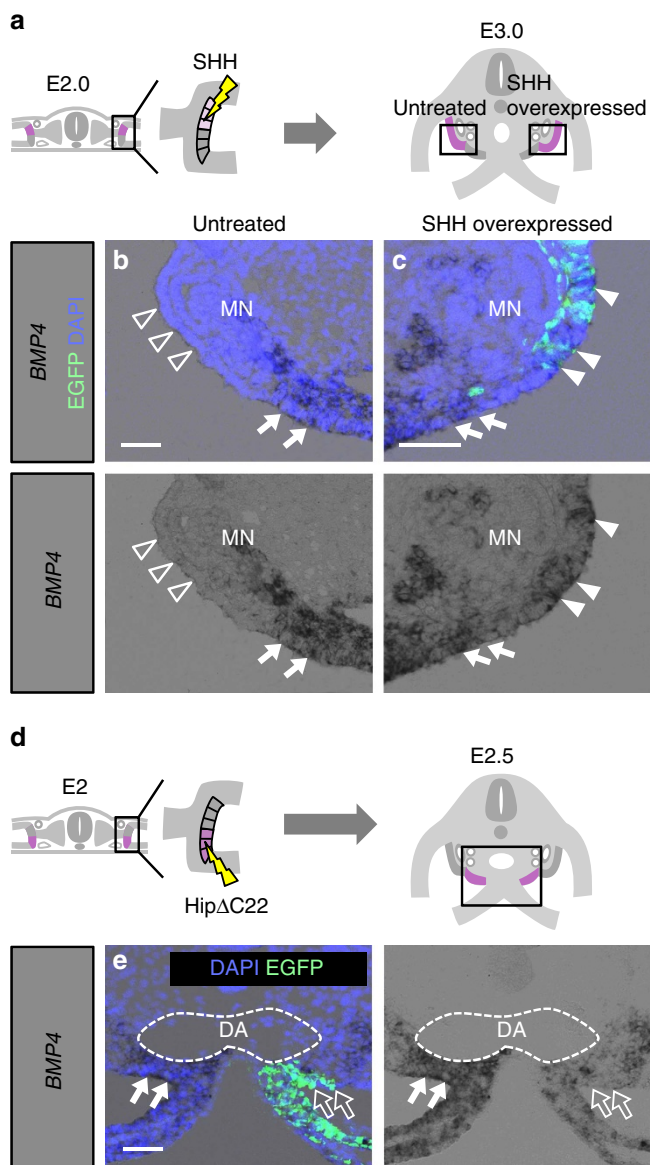 a
E2.0
SHH
E3.0
Untreated
SHH
overexpressed
Untreated
SHH overexpressed
BMP4
EGFP DAPI
b
MN
c
MN
BMP4
MN
MN
d
E2
HipΔC22
E2.5
BMP4
e
DAPI EGFP
DA
DA